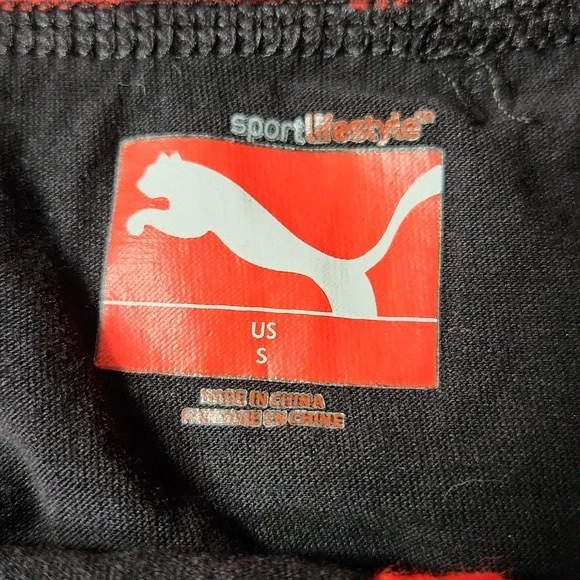 sportlifestyle™
US
S
MADE IN CHINA
FABRIQUÉ EN CHINE